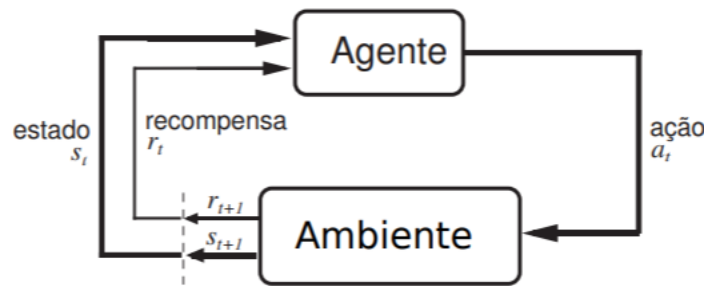 Agente
estado
s_t
recompensa
r_t
ação
a_t
r_{t+1}
s_{t+1}
Ambiente